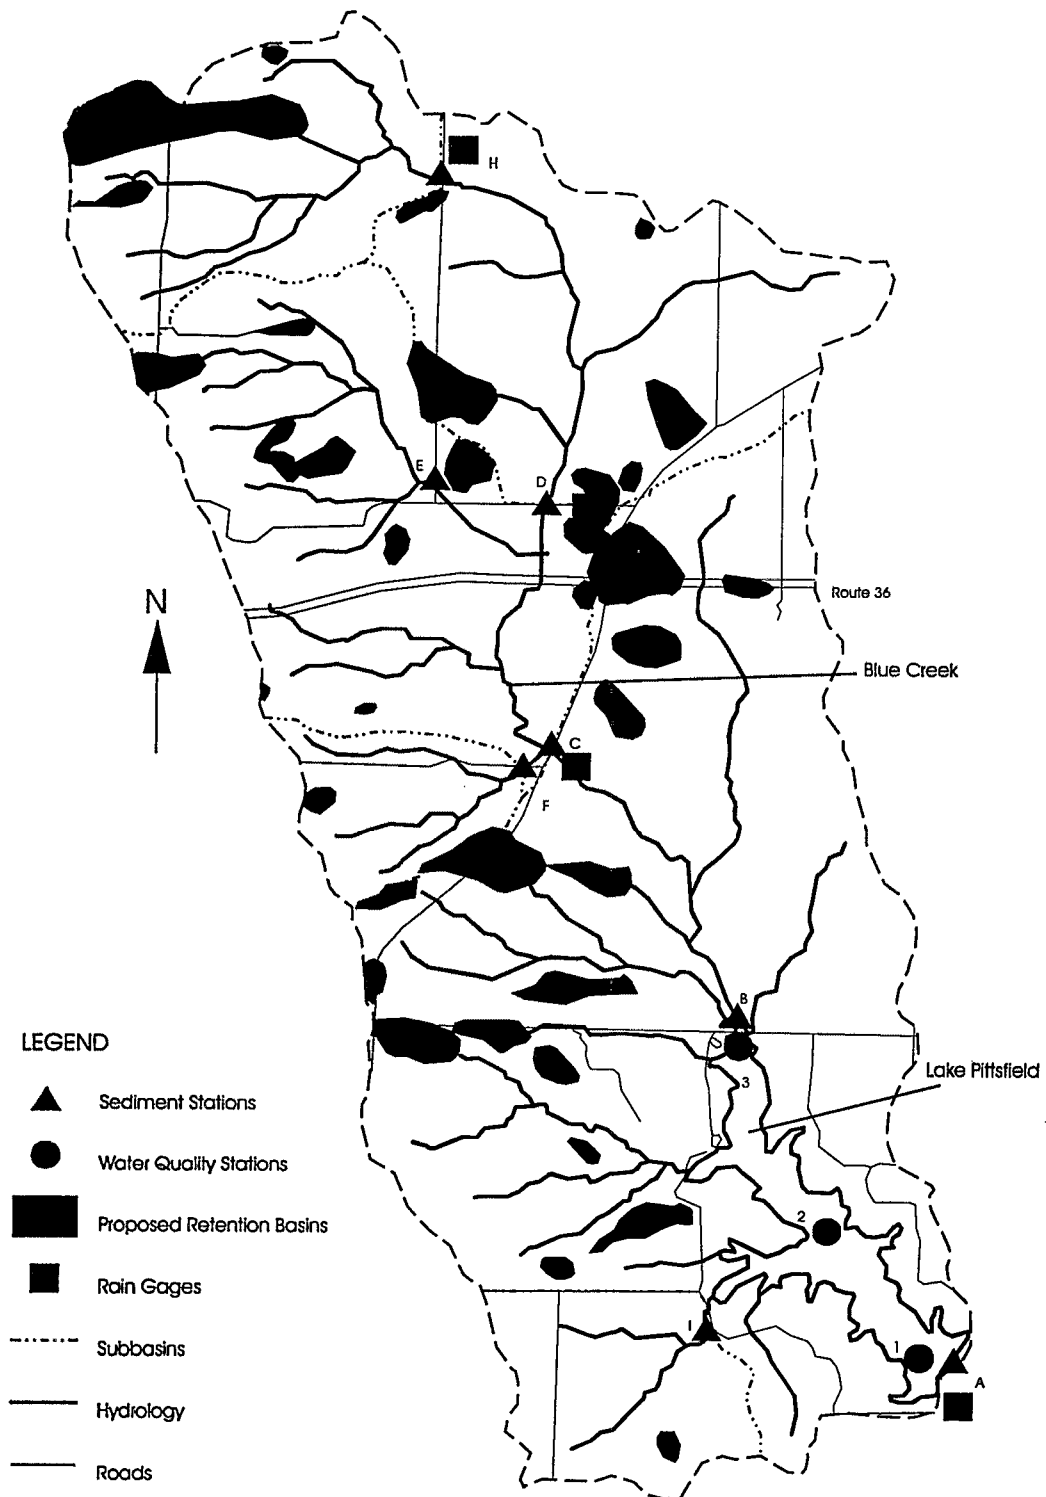 H
E
D
Route 36
N
Blue Creek
C
F
B
LEGEND
Lake Pittsfield
3
Sediment Stations
Water Quality Stations
2
Proposed Retention Basins
Rain Gages
I
1
Subbasins
A
Hydrology
Roads